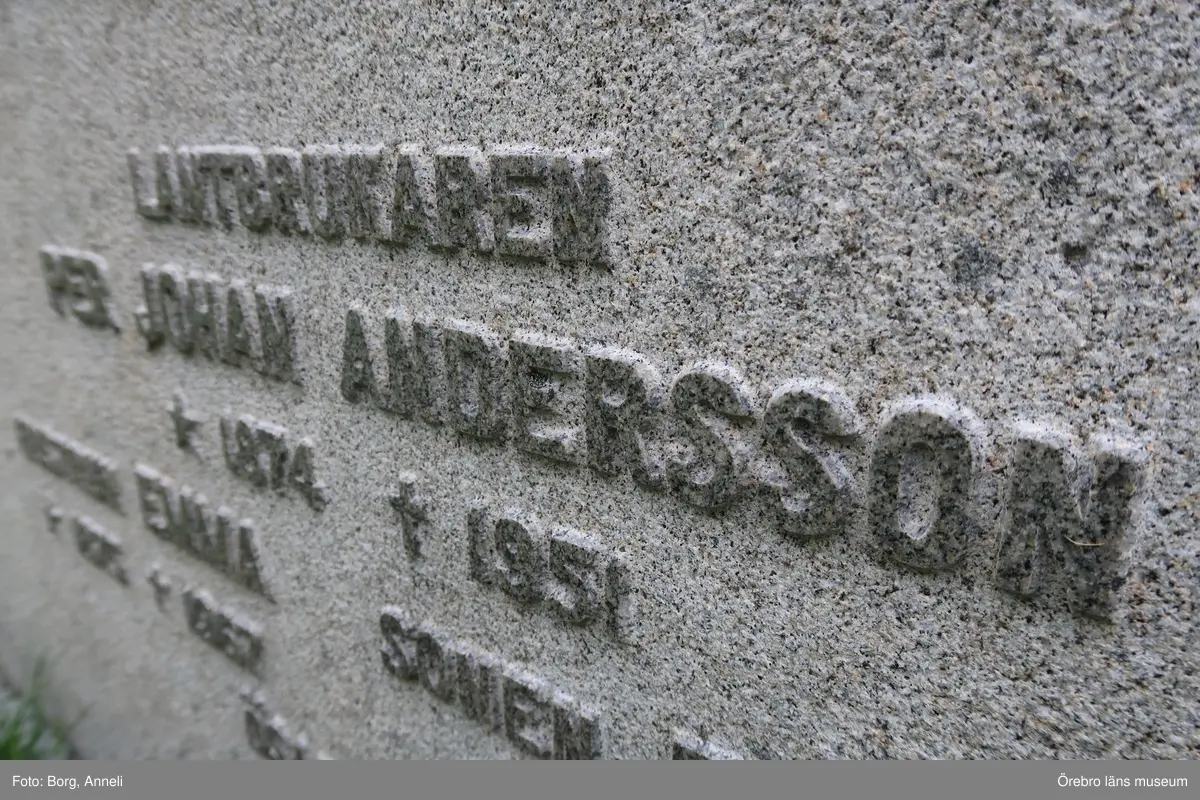 LANTBRUKAREN
PER JOHAN ANDERSSON
1874 † 1951
EMMA
SONEN
Foto: Borg, Anneli
Örebro läns museum